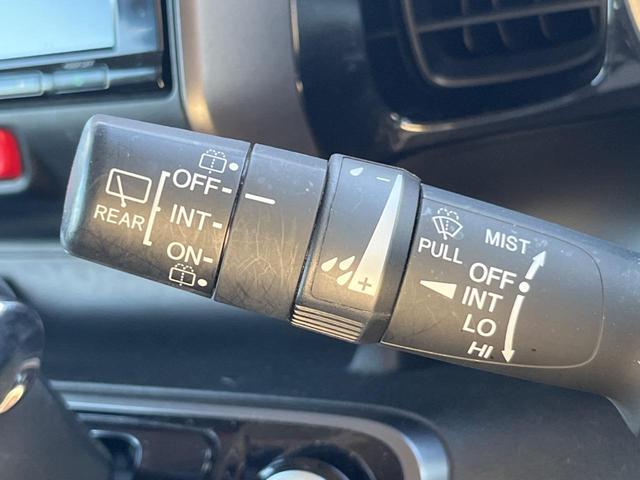 REAR
OFF
INT
ON
- +
PULL
MIST
OFF
INT
LO
HI